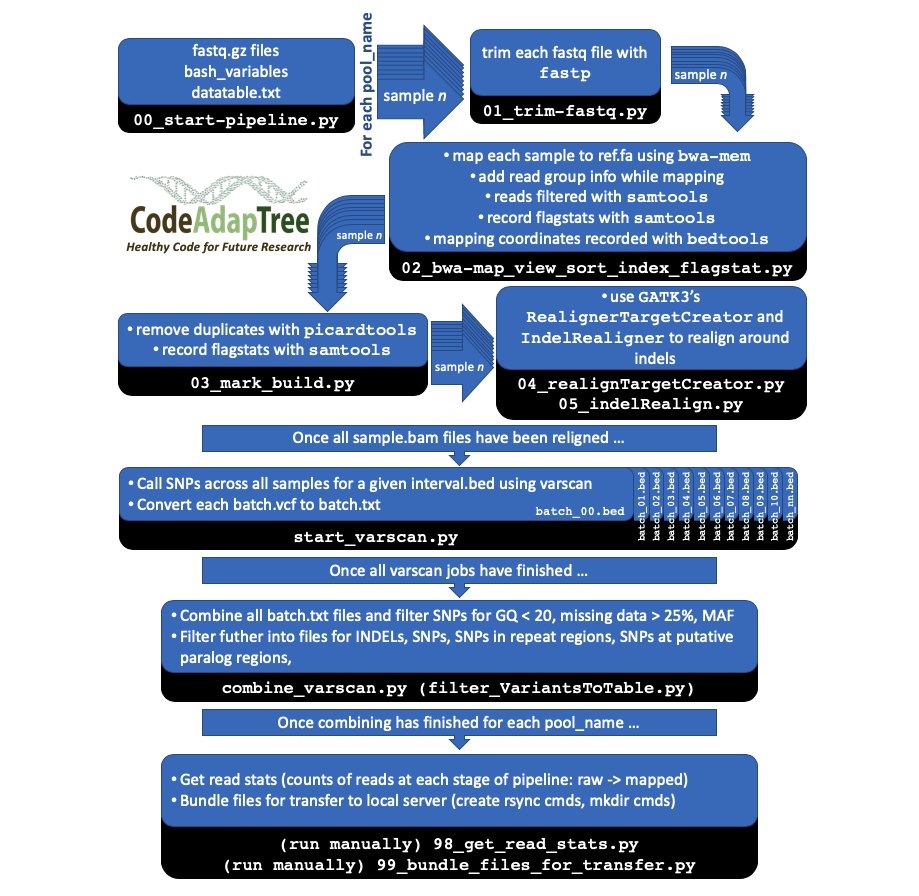 fastq.gz files
bash_variables
datatable.txt
00_start-pipeline.py
For each pool_name
sample n
trim each fastq file with
fastp
01_trim-fastq.py
sample n
• map each sample to ref.fa using bwa-mem
• add read group info while mapping
• reads filtered with samtools
• record flagstats with samtools
• mapping coordinates recorded with bedtools
02_bwa-map_view_sort_index_flagstat.py
CodeAdapTree
Healthy Code for Future Research
sample n
• remove duplicates with picardtools
• record flagstats with samtools
03_mark_build.py
sample n
• use GATK3's
RealignerTargetCreator and
IndelRealigner to realign around
indels
04_realignTargetCreator.py
05_indelRealign.py
Once all sample.bam files have been religned ...
• Call SNPs across all samples for a given interval.bed using varscan
• Convert each batch.vcf to batch.txt
batch_00.bed
batch_01.bed
batch_02.bed
batch_03.bed
batch_04.bed
batch_05.bed
batch_06.bed
batch_07.bed
batch_08.bed
batch_09.bed
batch_10.bed
batch_nn.bed
start_varscan.py
Once all varscan jobs have finished ...
• Combine all batch.txt files and filter SNPs for GQ < 20, missing data > 25%, MAF
• Filter futher into files for INDELs, SNPs, SNPs in repeat regions, SNPs at putative
paralog regions,
combine_varscan.py (filter_VariantsToTable.py)
Once combining has finished for each pool_name ...
• Get read stats (counts of reads at each stage of pipeline: raw -> mapped)
• Bundle files for transfer to local server (create rsync cmds, mkdir cmds)
(run manually) 98_get_read_stats.py
(run manually) 99_bundle_files_for_transfer.py